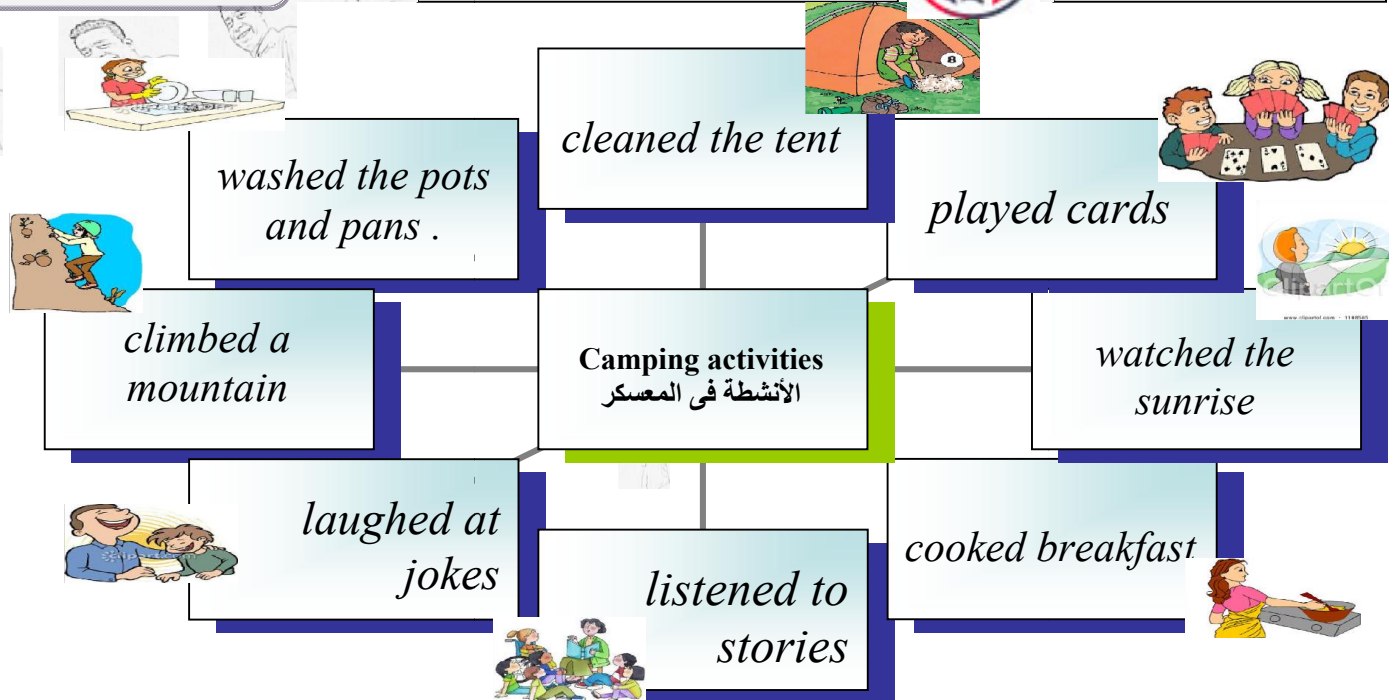 cleaned the tent
washed the pots
and pans .
played cards
climbed a
mountain
Camping activities
الأنشطة فى المعسكر
watched the
sunrise
laughed at
jokes
listened to
stories
cooked breakfast
8